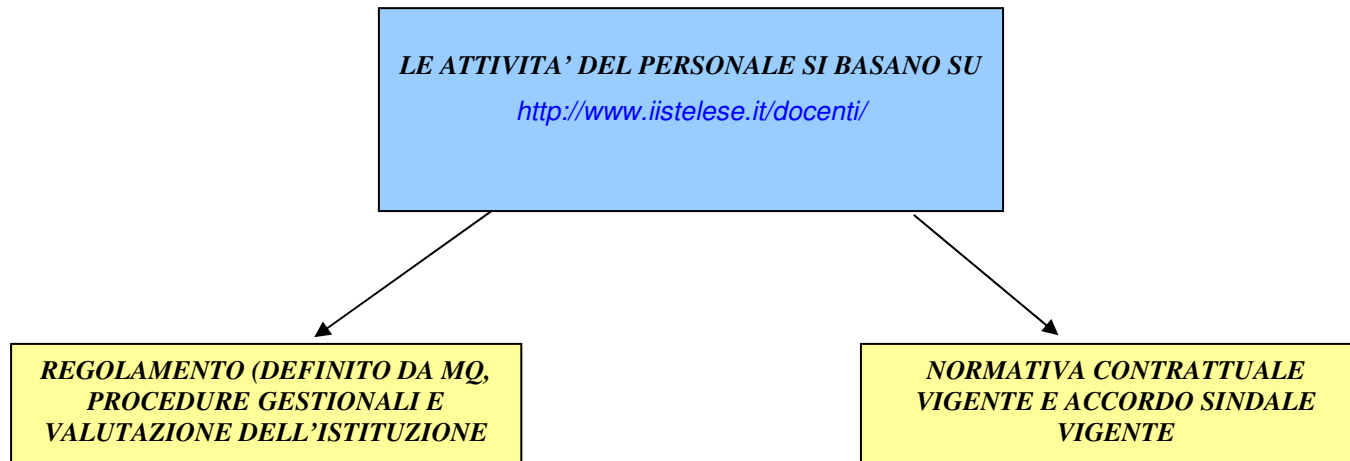 LE ATTIVITA’ DEL PERSONALE SI BASANO SU
http://www.iistelese.it/docenti/
REGOLAMENTO (DEFINITO DA MQ,
PROCEDURE GESTIONALI E
VALUTAZIONE DELL’ISTITUZIONE
NORMATIVA CONTRATTUALE
VIGENTE E ACCORDO SINDALE
VIGENTE